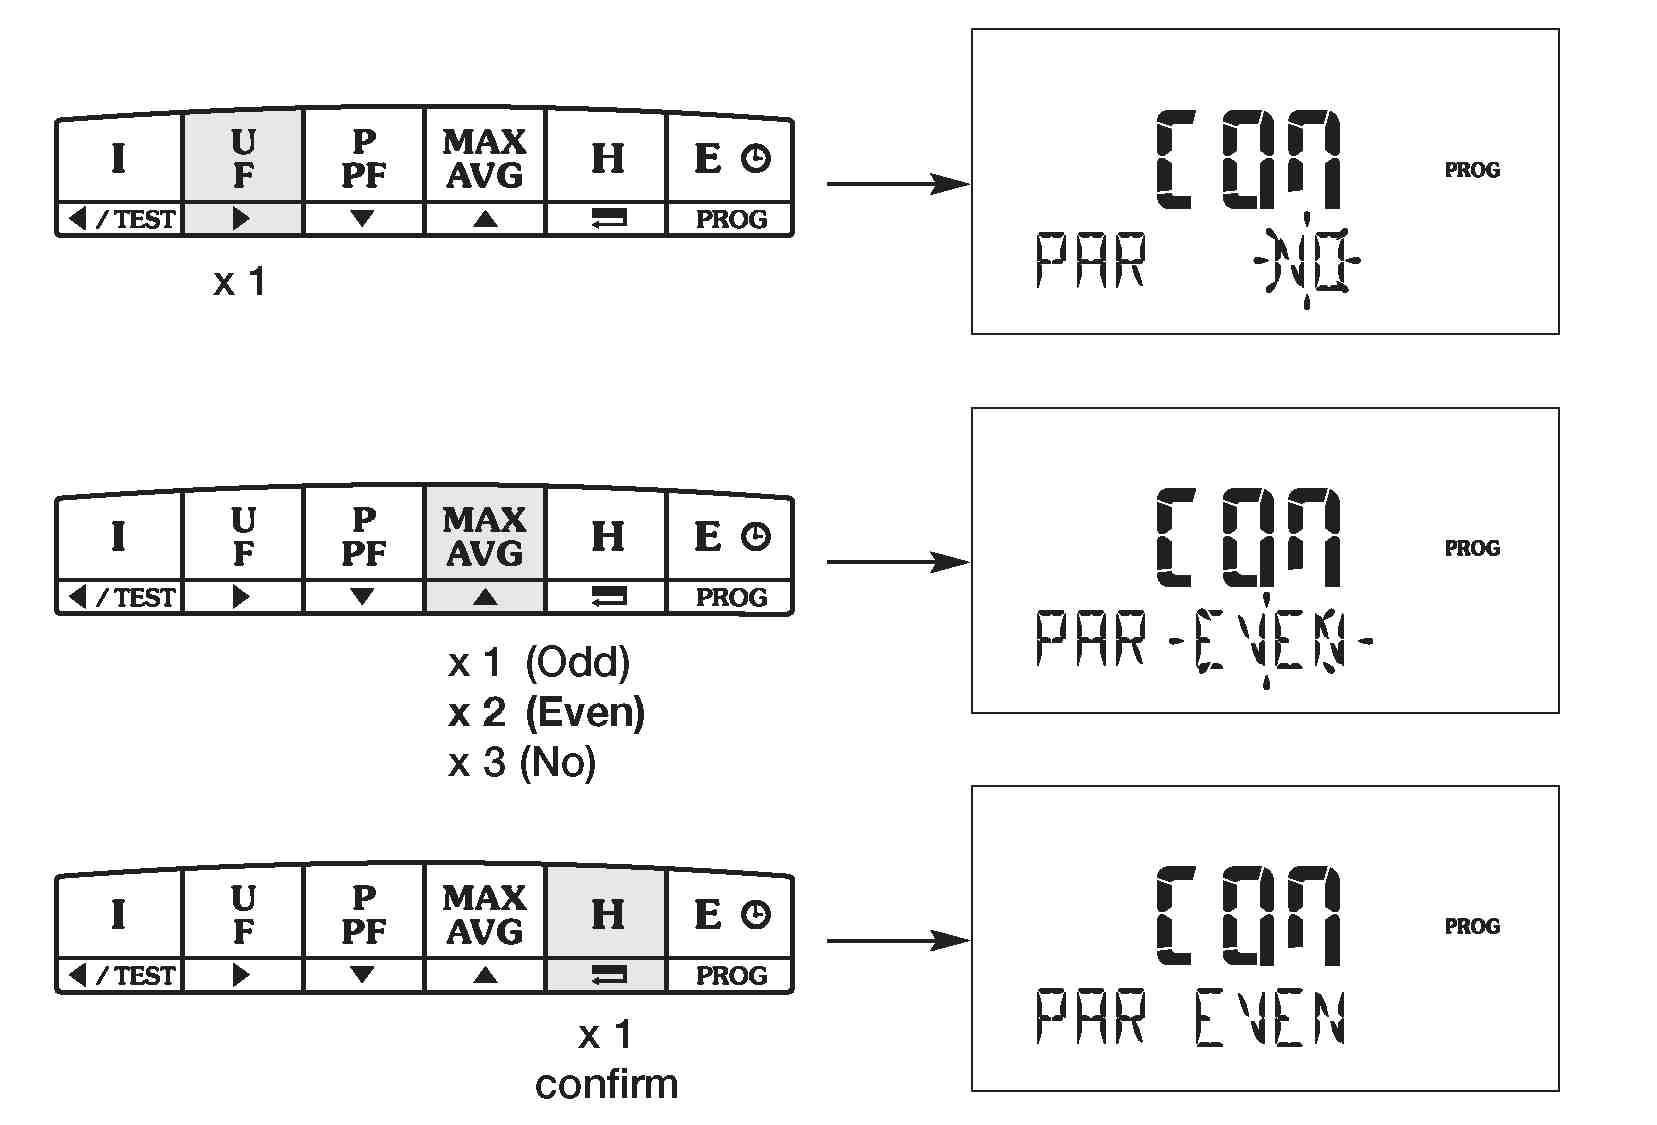 I U F P PF MAX AVG H E
/ TEST PROG
x 1
COM
PROG
PAR NO
I U F P PF MAX AVG H E
/ TEST PROG
x 1 (Odd)
x 2 (Even)
x 3 (No)
COM
PROG
PAR EVEN
I U F P PF MAX AVG H E
/ TEST PROG
x 1
confirm
COM
PROG
PAR EVEN